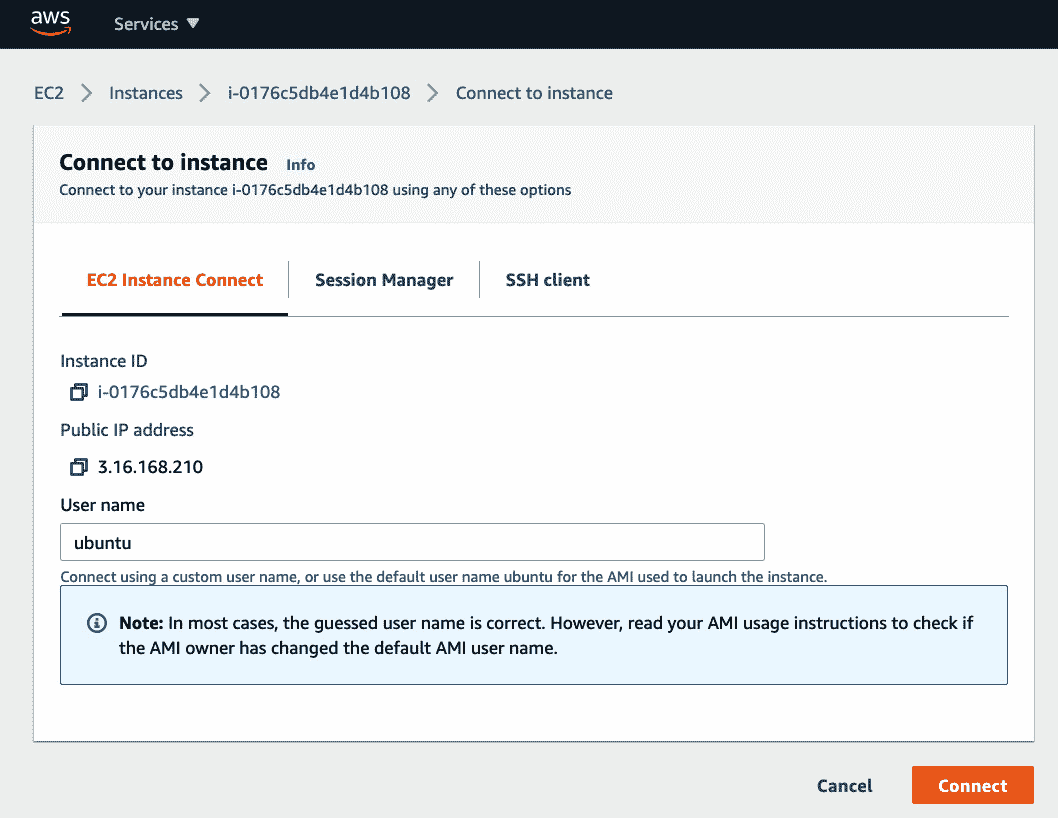 aws
Services
EC2 Instances i-0176c5db4e1d4b108 Connect to instance
Connect to instance Info
Connect to your instance i-0176c5db4e1d4b108 using any of these options
EC2 Instance Connect Session Manager SSH client
Instance ID
i-0176c5db4e1d4b108
Public IP address
3.16.168.210
User name
ubuntu
Connect using a custom user name, or use the default user name ubuntu for the AMI used to launch the instance.
Note: In most cases, the guessed user name is correct. However, read your AMI usage instructions to check if
the AMI owner has changed the default AMI user name.
Cancel Connect